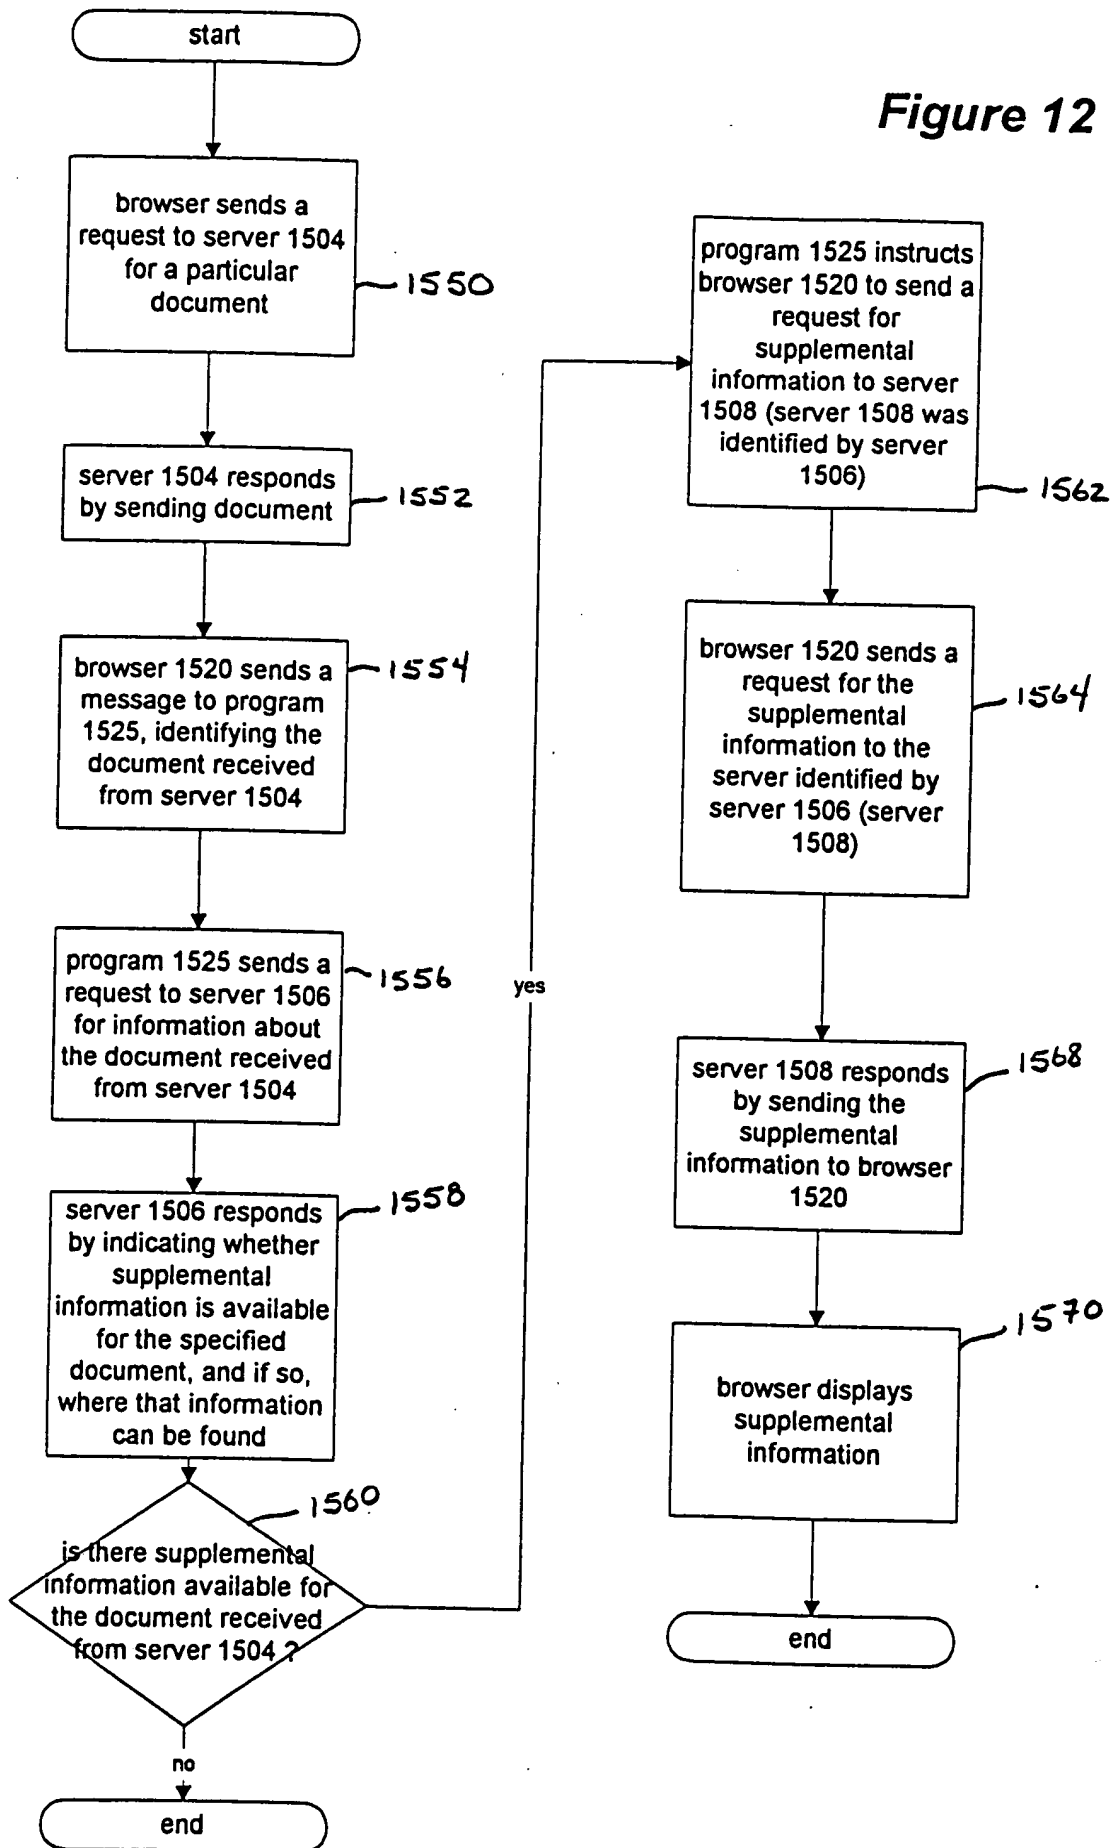 start
Figure 12
browser sends a
request to server 1504
for a particular
document
1550
server 1504 responds
by sending document
1552
browser 1520 sends a
message to program
1525, identifying the
document received
from server 1504
1554
program 1525 sends a
request to server 1506
for information about
the document received
from server 1504
1556
server 1506 responds
by indicating whether
supplemental
information is available
for the specified
document, and if so,
where that information
can be found
1558
is there supplemental
information available for
the document received
from server 1504 ?
1560
no
end
yes
program 1525 instructs
browser 1520 to send a
request for
supplemental
information to server
1508 (server 1508 was
identified by server
1506)
1562
browser 1520 sends a
request for the
supplemental
information to the
server identified by
server 1506 (server
1508)
1564
server 1508 responds
by sending the
supplemental
information to browser
1520
1568
browser displays
supplemental
information
1570
end